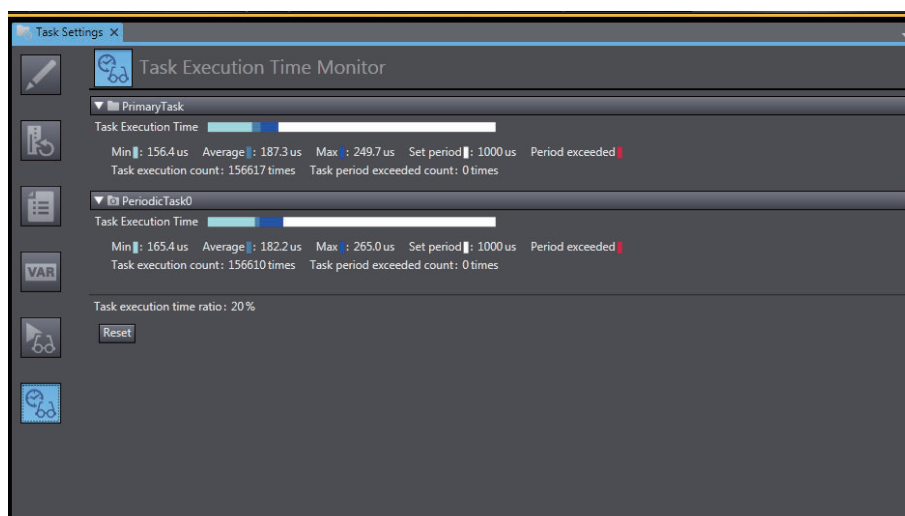 Task Settings X
Task Execution Time Monitor
PrimaryTask
Task Execution Time
Min : 156.4 us Average : 187.3 us Max : 249.7 us Set period : 1000 us Period exceeded
Task execution count : 156617 times Task period exceeded count : 0 times
PeriodicTask0
Task Execution Time
Min : 165.4 us Average : 182.2 us Max : 265.0 us Set period : 1000 us Period exceeded
Task execution count : 156610 times Task period exceeded count : 0 times
VAR
Task execution time ratio : 20 %
Reset